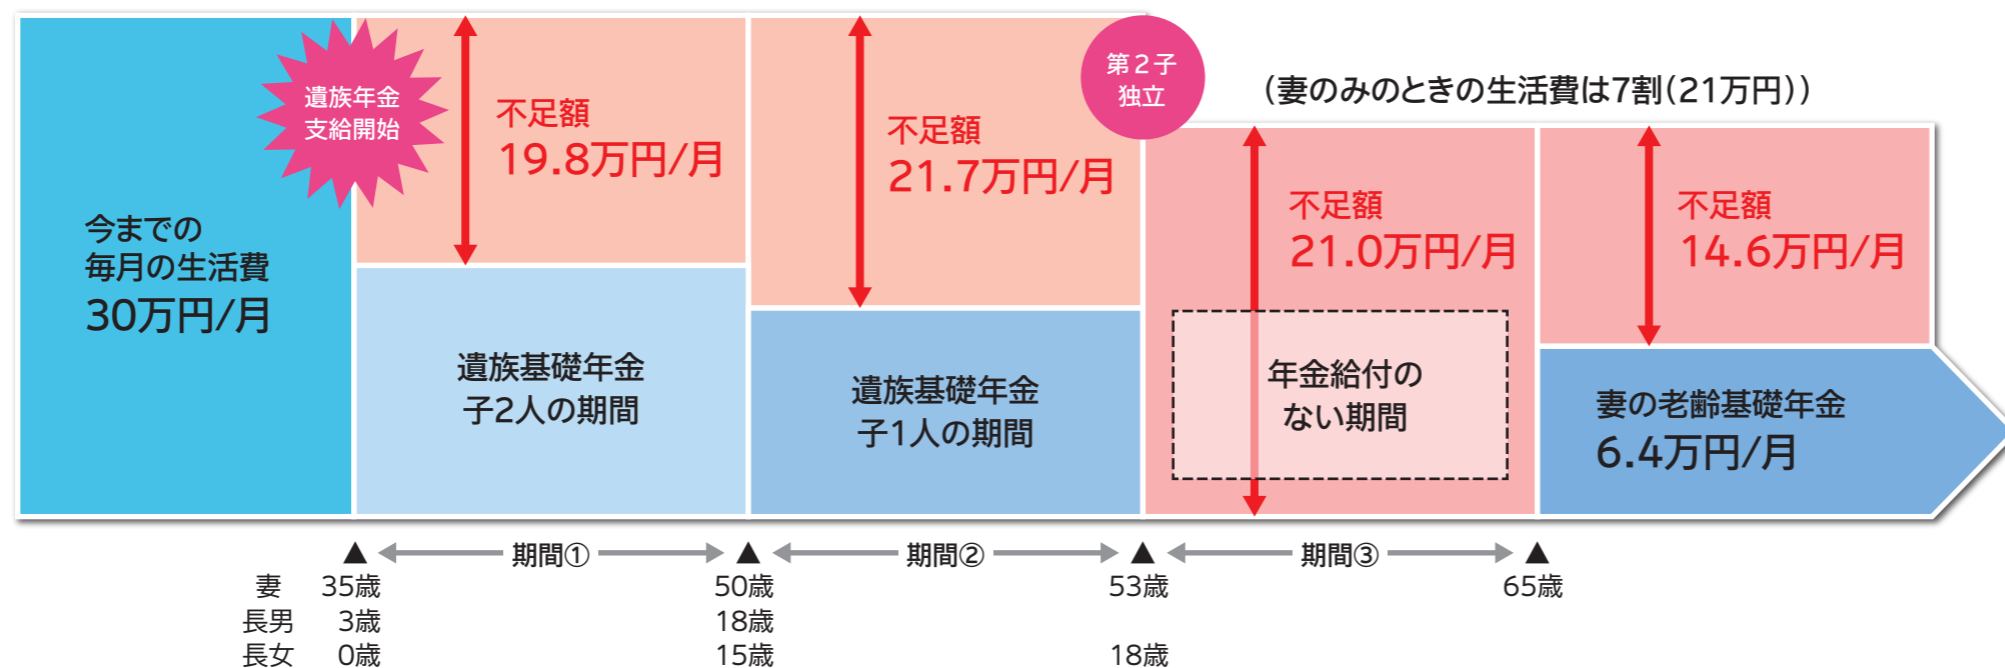 今までの
毎月の生活費
30万円/月
遺族年金
支給開始
不足額
19.8万円/月
遺族基礎年金
子2人の期間
不足額
21.7万円/月
遺族基礎年金
子1人の期間
第2子
独立
（妻のみのときの生活費は7割（21万円））
不足額
21.0万円/月
年金給付の
ない期間
不足額
14.6万円/月
妻の老齢基礎年金
6.4万円/月
▲ 期間① ▲ 期間② ▲ 期間③ ▲
妻 35歳 50歳 53歳 65歳
長男 3歳 18歳
長女 0歳 15歳 18歳